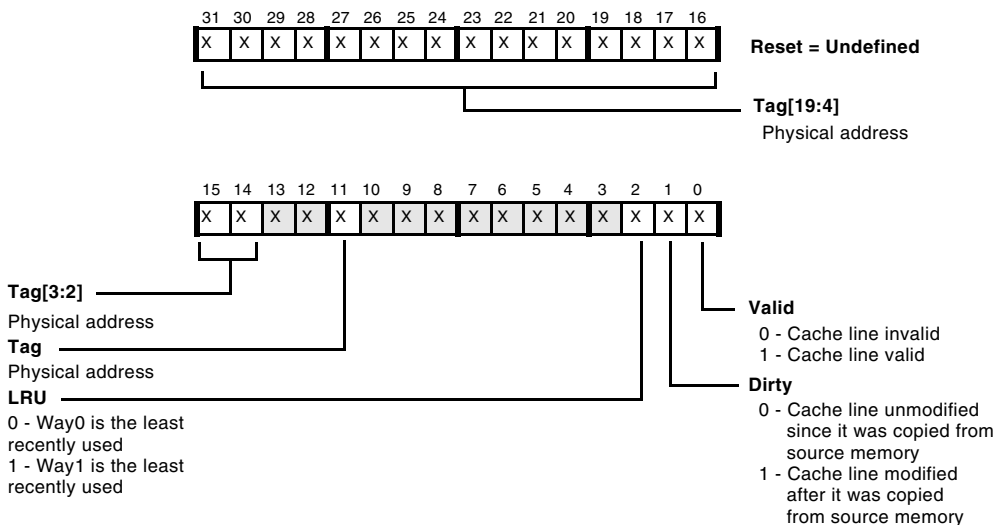 31 30 29 28 27 26 25 24 23 22 21 20 19 18 17 16
X X X X X X X X X X X X X X X X
Reset = Undefined
Tag[19:4]
Physical address
15 14 13 12 11 10 9 8 7 6 5 4 3 2 1 0
X X X X X X X X X X X X X X X X
Tag[3:2]
Physical address
Tag
Physical address
LRU
0 - Way0 is the least
recently used
1 - Way1 is the least
recently used
Valid
0 - Cache line invalid
1 - Cache line valid
Dirty
0 - Cache line unmodified
since it was copied from
source memory
1 - Cache line modified
after it was copied
from source memory